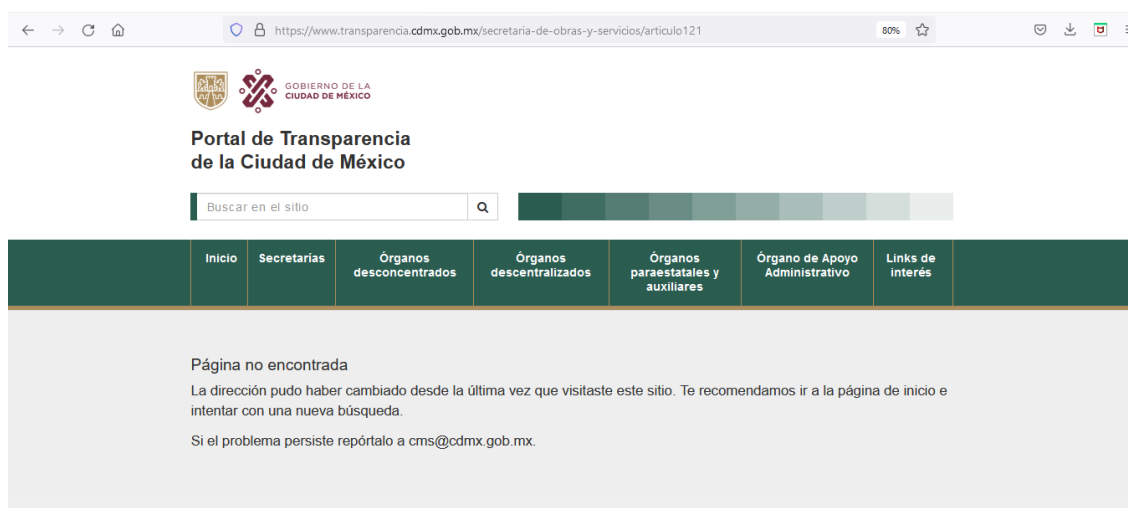 https://www.transparencia.cdmx.gob.mx/secretaria-de-obras-y-servicios/articulo121
80%
GOBIERNO DE LA
CIUDAD DE MÉXICO
Portal de Transparencia
de la Ciudad de México
Buscar en el sitio
Inicio
Secretarías
Órganos
desconcentrados
Órganos
descentralizados
Órganos
paraestatales y
auxiliares
Órgano de Apoyo
Administrativo
Links de
interés
Página no encontrada
La dirección pudo haber cambiado desde la última vez que visitaste este sitio. Te recomendamos ir a la página de inicio e
intentar con una nueva búsqueda.
Si el problema persiste repórtalo a cms@cdmx.gob.mx.